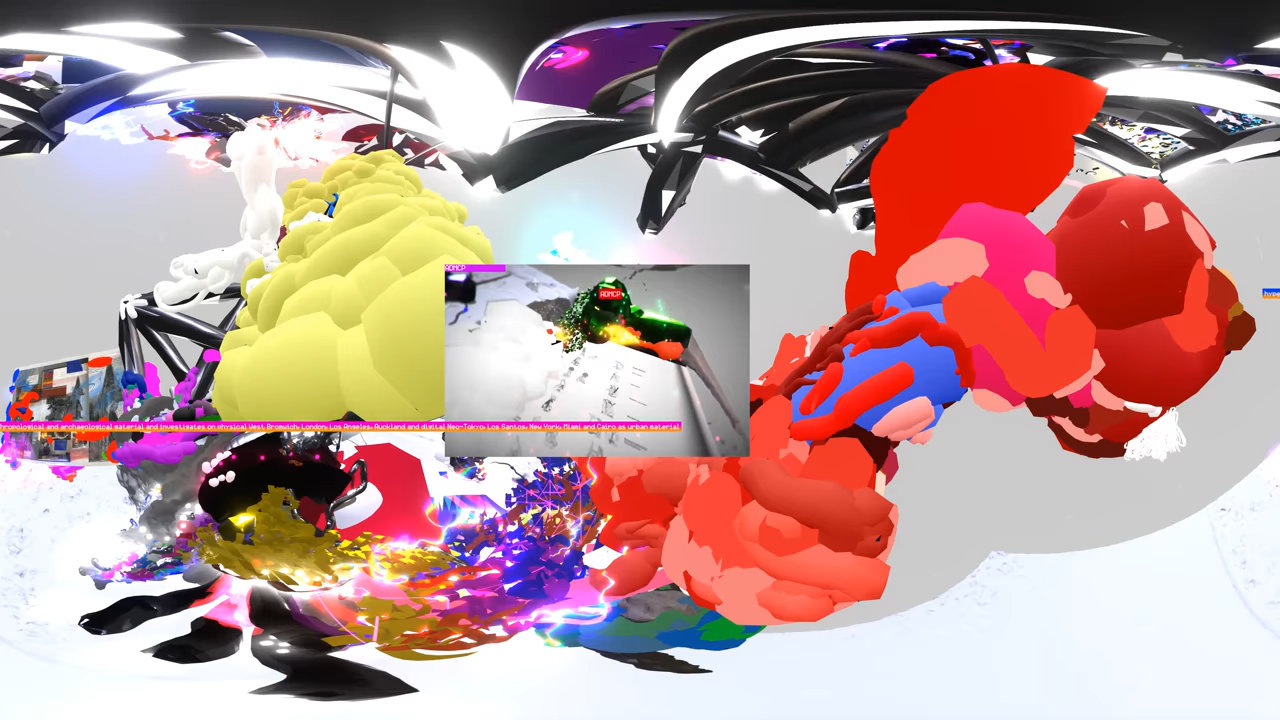 ADMCP
ADMCP
hype
hropological and archaeological material and investigates on physical West Bromwich, London, Los Angeles, Auckland and digital Neo-Tokyo, Los Santos, New York, Miami and Cairo as urban material